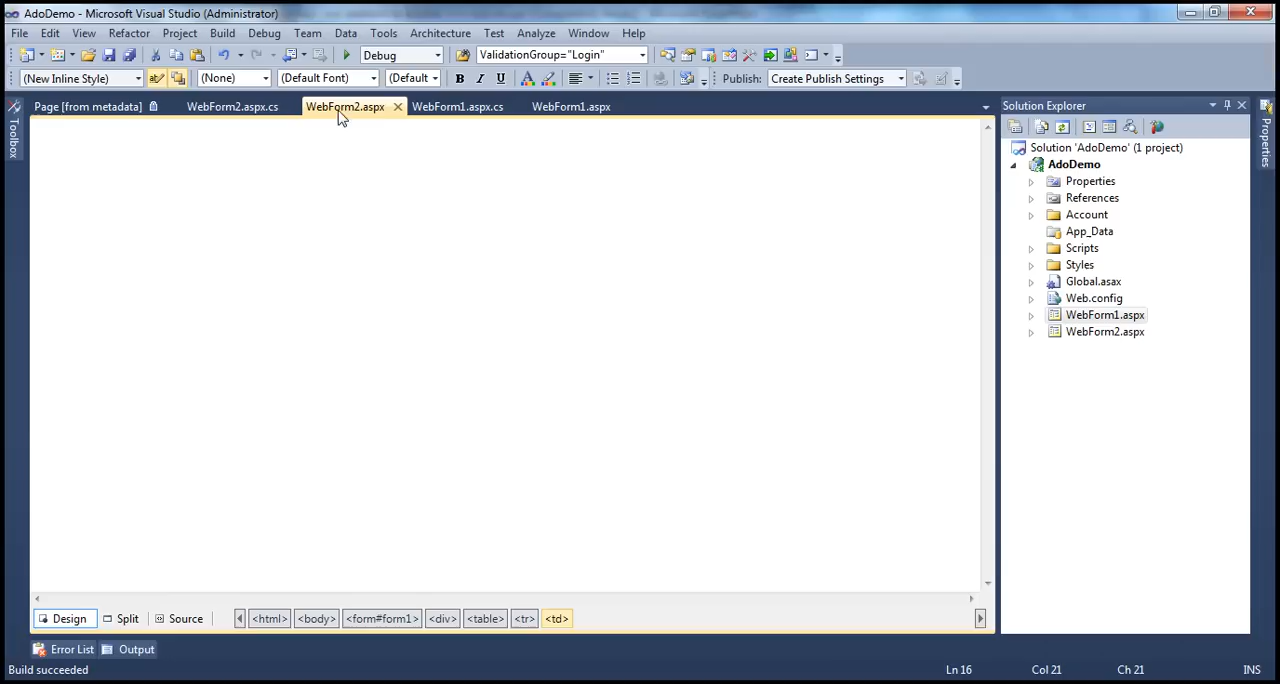 AdoDemo - Microsoft Visual Studio (Administrator)
File Edit View Refactor Project Build Debug Team Data Tools Architecture Test Analyze Window Help
Debug ValidationGroup="Login"
(New Inline Style) (None) (Default Font) (Default B I U A Publish: Create Publish Settings
Page [from metadata] WebForm2.aspx.cs WebForm2.aspx WebForm1.aspx.cs WebForm1.aspx
Solution Explorer
Toolbox
Properties
Solution 'AdoDemo' (1 project)
AdoDemo
Properties
References
Account
App_Data
Scripts
Styles
Global.asax
Web.config
WebForm1.aspx
WebForm2.aspx
Design Split Source <html> <body> <form#form1> <div> <table> <tr> <td>
Error List Output
Build succeeded Ln 16 Col 21 Ch 21 INS